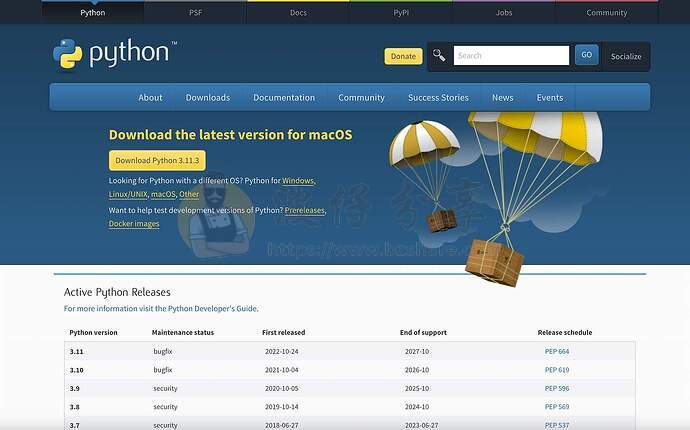 Python
PSF
Docs
PyPI
Jobs
Community
python™
Donate
Search
GO
Socialize
About
Downloads
Documentation
Community
Success Stories
News
Events
Download the latest version for macOS
Download Python 3.11.3
Looking for Python with a different OS? Python for Windows,
Linux/UNIX, macOS, Other
Want to help test development versions of Python? Prereleases,
Docker images
Active Python Releases
For more information visit the Python Developer's Guide.
Python version Maintenance status First released End of support Release schedule
3.11 bugfix 2022-10-24 2027-10 PEP 664
3.10 bugfix 2021-10-04 2026-10 PEP 619
3.9 security 2020-10-05 2025-10 PEP 596
3.8 security 2019-10-14 2024-10 PEP 569
3.7 security 2018-06-27 2023-06-27 PEP 537